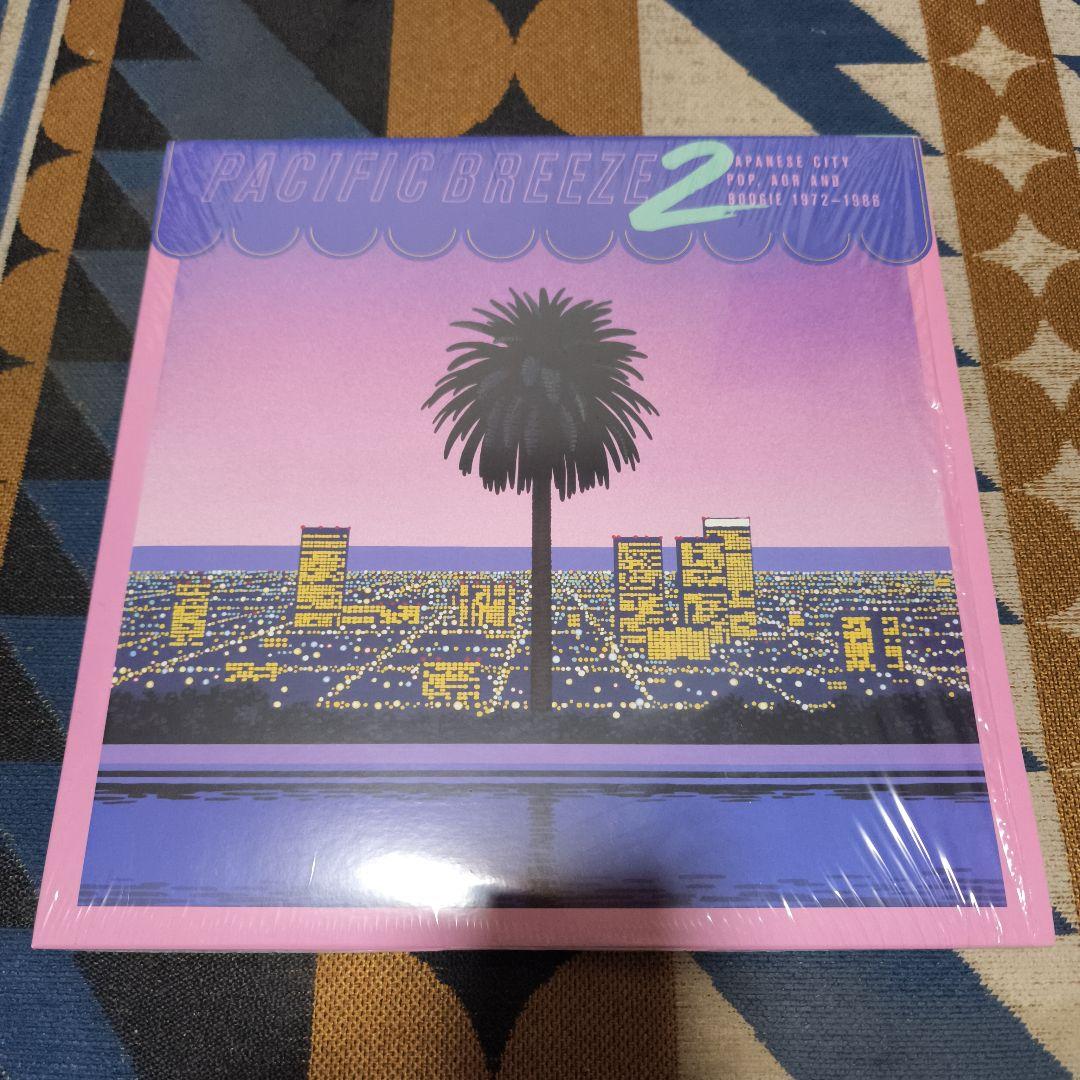 PACIFIC BREEZE 2
JAPANESE CITY
POP, AOR AND
BOOGIE 1972-1986